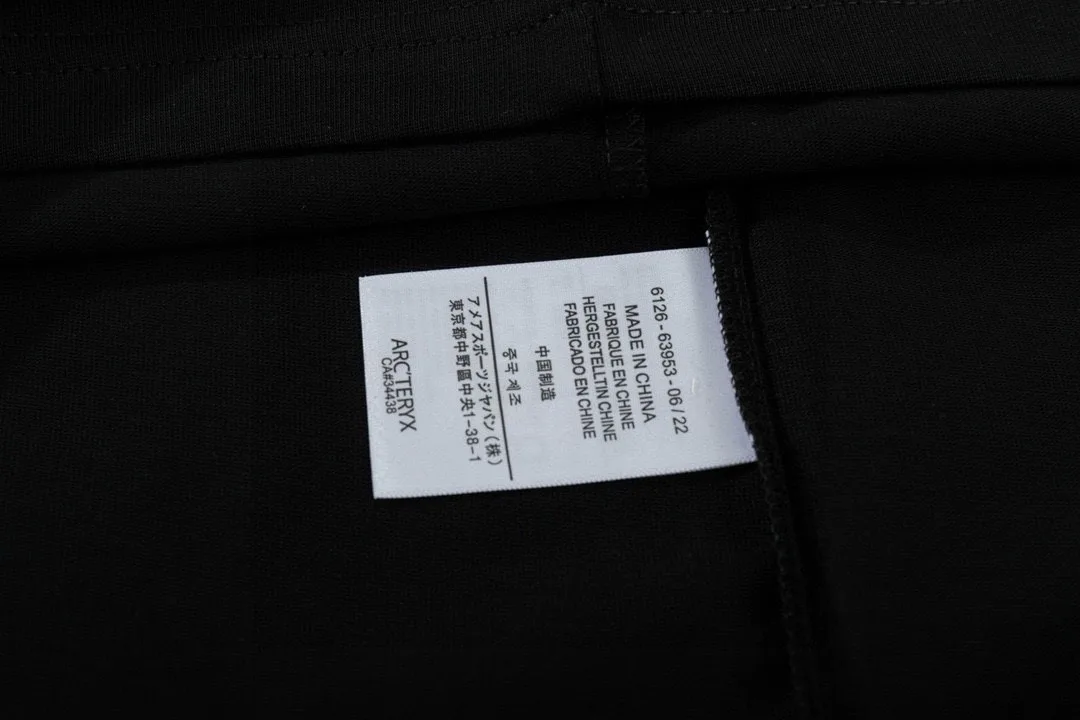 6126 - 63953 - 06 / 22
MADE IN CHINA
FABRIQUE EN CHINE
HERGESTELLTIN CHINE
FABRICADO EN CHINE
中国制造
중국 제조
アメアスポーツジャパン(株)
東京都中野區中央1-38-1
ARC'TERYX
CA#34438